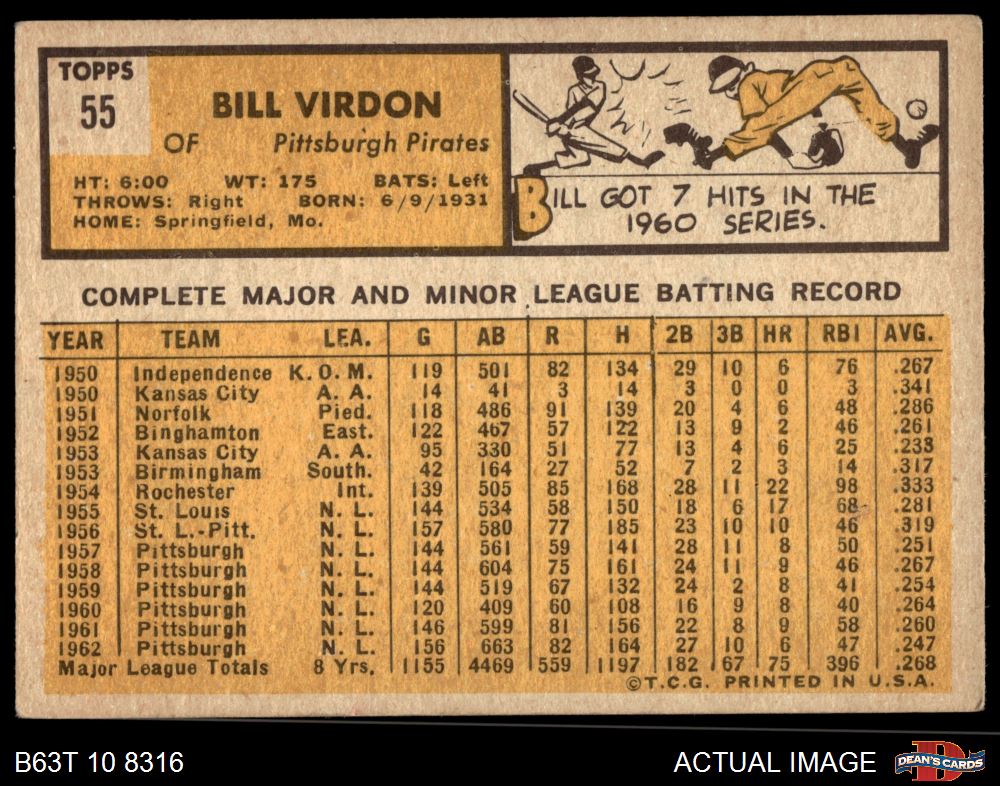 TOPPS
55
BILL VIRDON
OF Pittsburgh Pirates
HT: 6:00 WT: 175 BATS: Left
THROWS: Right BORN: 6/9/1931
HOME: Springfield, Mo.
BILL GOT 7 HITS IN THE
1960 SERIES.
COMPLETE MAJOR AND MINOR LEAGUE BATTING RECORD
YEAR TEAM LEA. G AB R H 2B 3B HR RBI AVG.
1950 Independence K. O. M. 119 501 82 134 29 10 6 76 .267
1950 Kansas City A. A. 14 41 3 14 3 0 0 3 .341
1951 Norfolk Pied. 118 486 91 139 20 4 6 48 .286
1952 Binghamton East. 122 467 57 122 13 9 2 46 .261
1953 Kansas City A. A. 95 330 51 77 13 4 6 25 .233
1953 Birmingham South. 42 164 27 52 7 2 3 14 .317
1954 Rochester Int. 139 505 85 168 28 11 22 98 .333
1955 St. Louis N. L. 144 534 58 150 18 6 17 68 .281
1956 St. L.-Pitt. N. L. 157 580 77 185 23 10 10 46 .319
1957 Pittsburgh N. L. 144 561 59 141 28 11 8 50 .251
1958 Pittsburgh N. L. 144 604 75 161 24 11 9 46 .267
1959 Pittsburgh N. L. 144 519 67 132 24 2 8 41 .254
1960 Pittsburgh N. L. 120 409 60 108 16 9 8 40 .264
1961 Pittsburgh N. L. 146 599 81 156 22 8 9 58 .260
1962 Pittsburgh N. L. 156 663 82 164 27 10 6 47 .247
Major League Totals 8 Yrs. 1155 4469 559 1197 182 67 75 396 .268
©T.C.G. PRINTED IN U.S.A.
B63T 10 8316 ACTUAL IMAGE DEAN'S CARDS